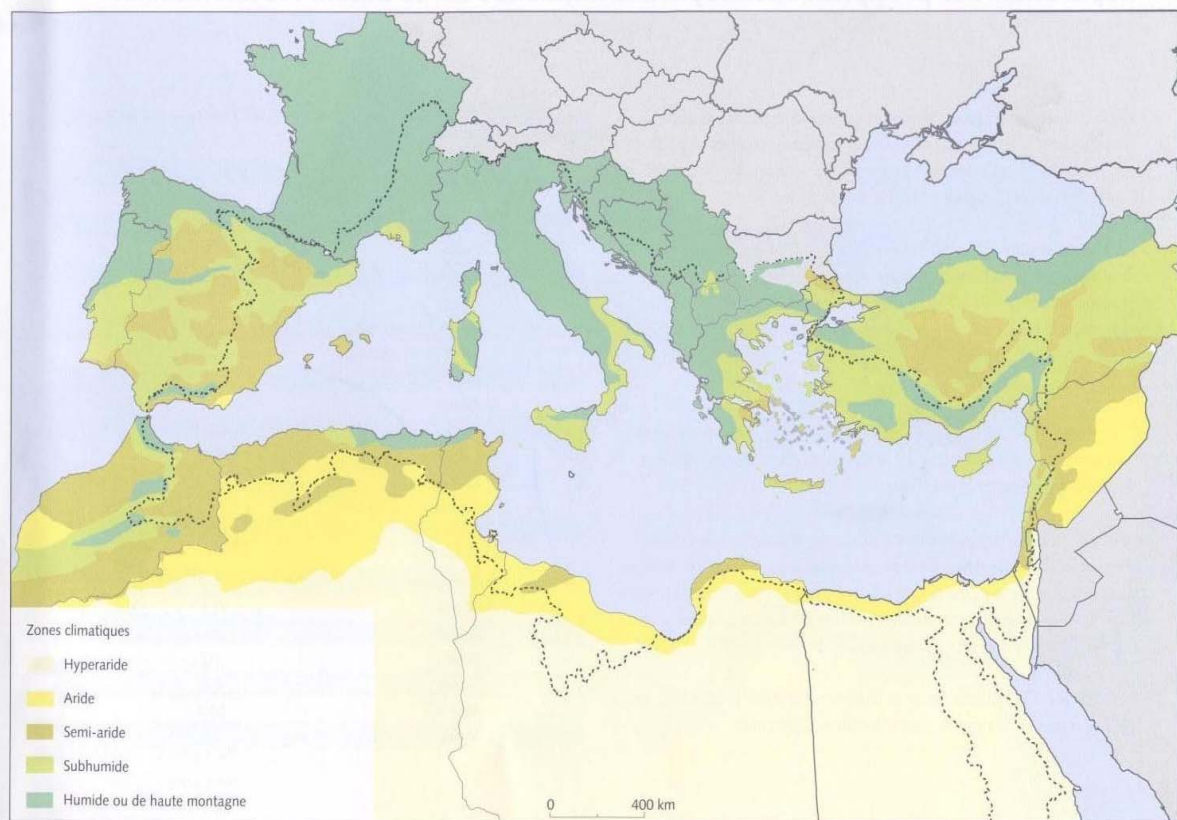 Zones climatiques
Hyperaride
Aride
Semi-aride
Subhumide
Humide ou de haute montagne
0 400 km